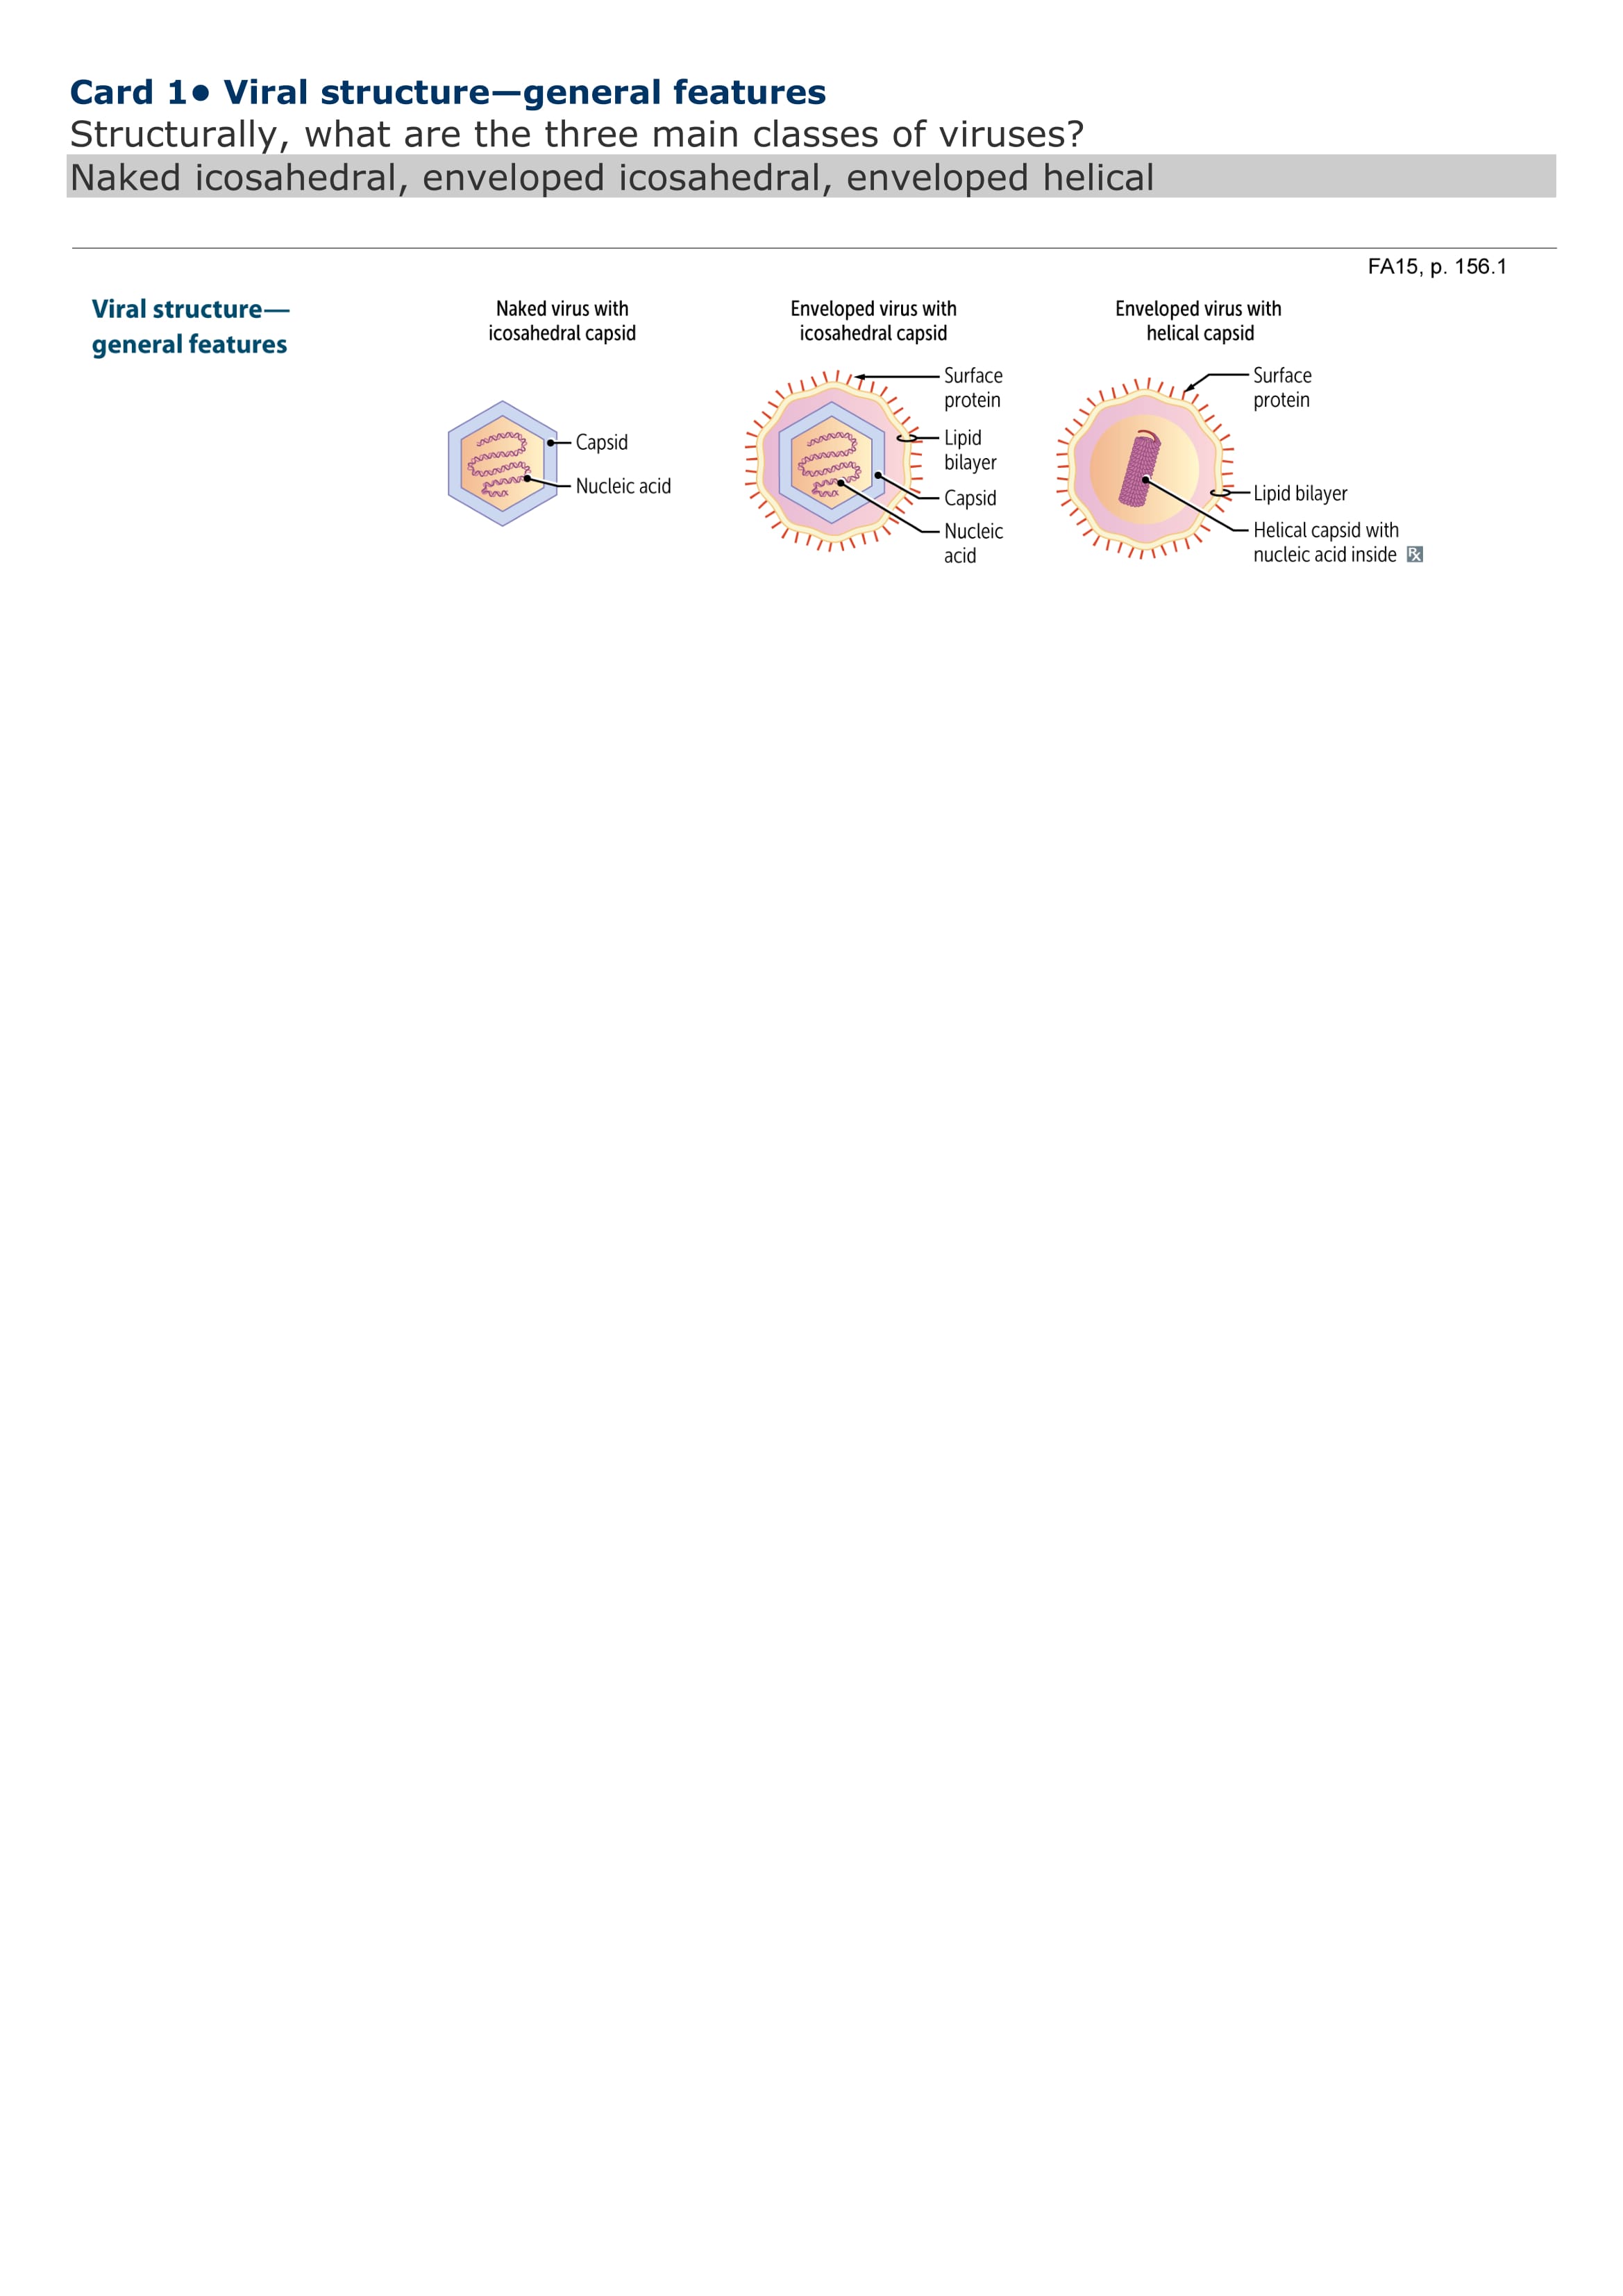 Card 1● Viral structure—general features
Structurally, what are the three main classes of viruses?
Naked icosahedral, enveloped icosahedral, enveloped helical
FA15, p. 156.1
Viral structure—
general features
Naked virus with
icosahedral capsid
Capsid
Nucleic acid
Enveloped virus with
icosahedral capsid
Surface
protein
Lipid
bilayer
Capsid
Nucleic
acid
Enveloped virus with
helical capsid
Surface
protein
Lipid bilayer
Helical capsid with
nucleic acid inside ℞